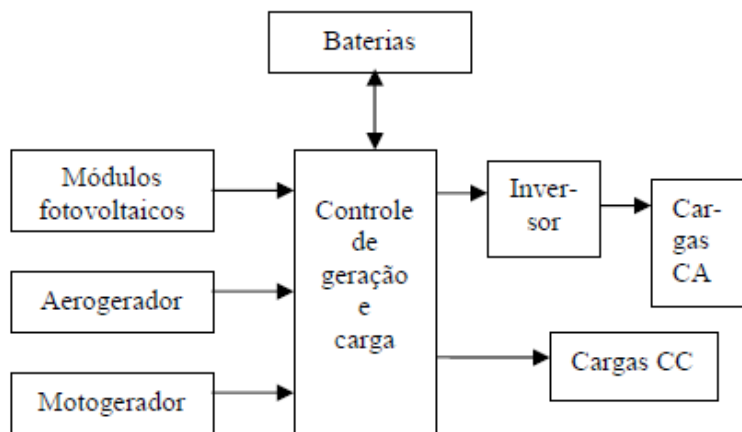 Baterias
Módulos
fotovoltaicos
Aerogerador
Motogerador
Controle
de
geração
e
carga
Inver-
sor
Car-
gas
CA
Cargas CC